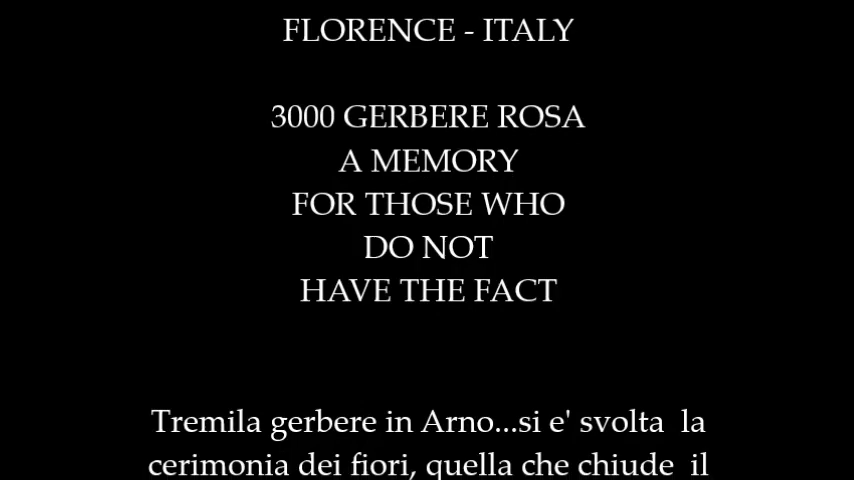 FLORENCE - ITALY
3000 GERBERE ROSA
A MEMORY
FOR THOSE WHO
DO NOT
HAVE THE FACT
Tremila gerbere in Arno...si e' svolta la
cerimonia dei fiori, quella che chiude il